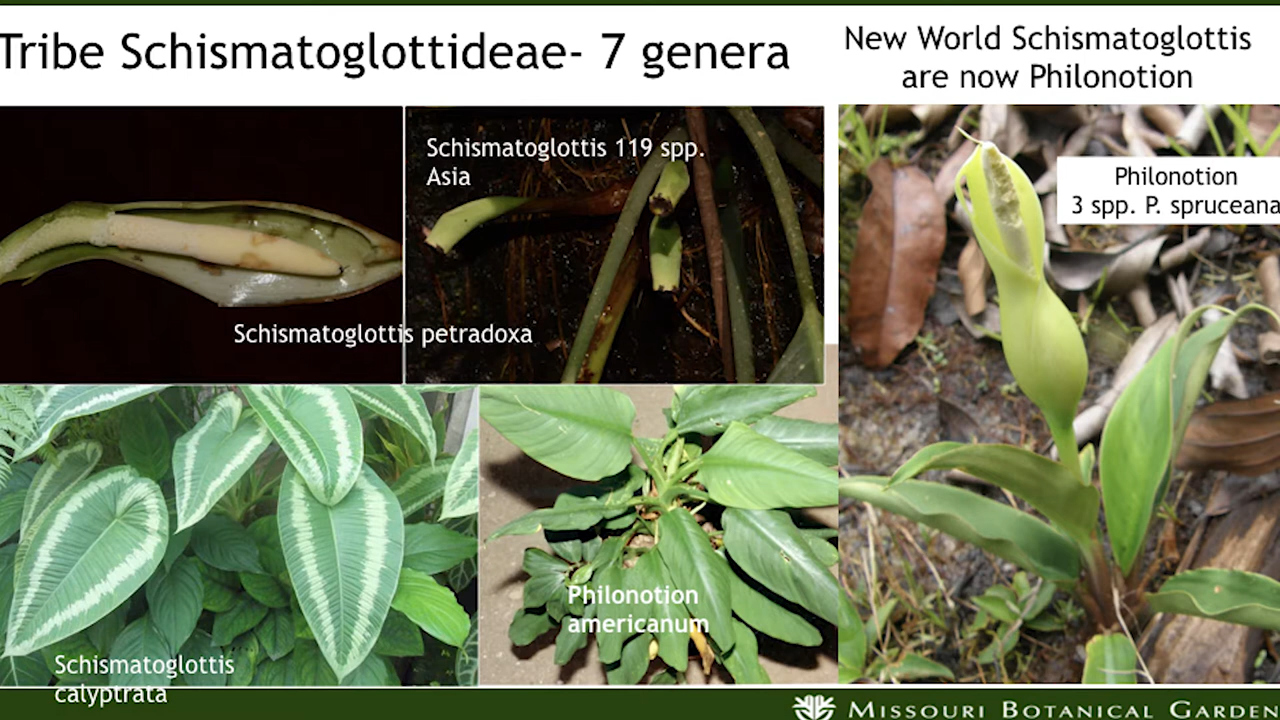 Tribe Schismatoglottideae- 7 genera
New World Schismatoglottis
are now Philonotion
Schismatoglottis 119 spp.
Asia
Philonotion
3 spp. P. spruceana
Schismatoglottis petradoxa
Philonotion
americanum
Schismatoglottis
calyptrata
MISSOURI BOTANICAL GARDEN